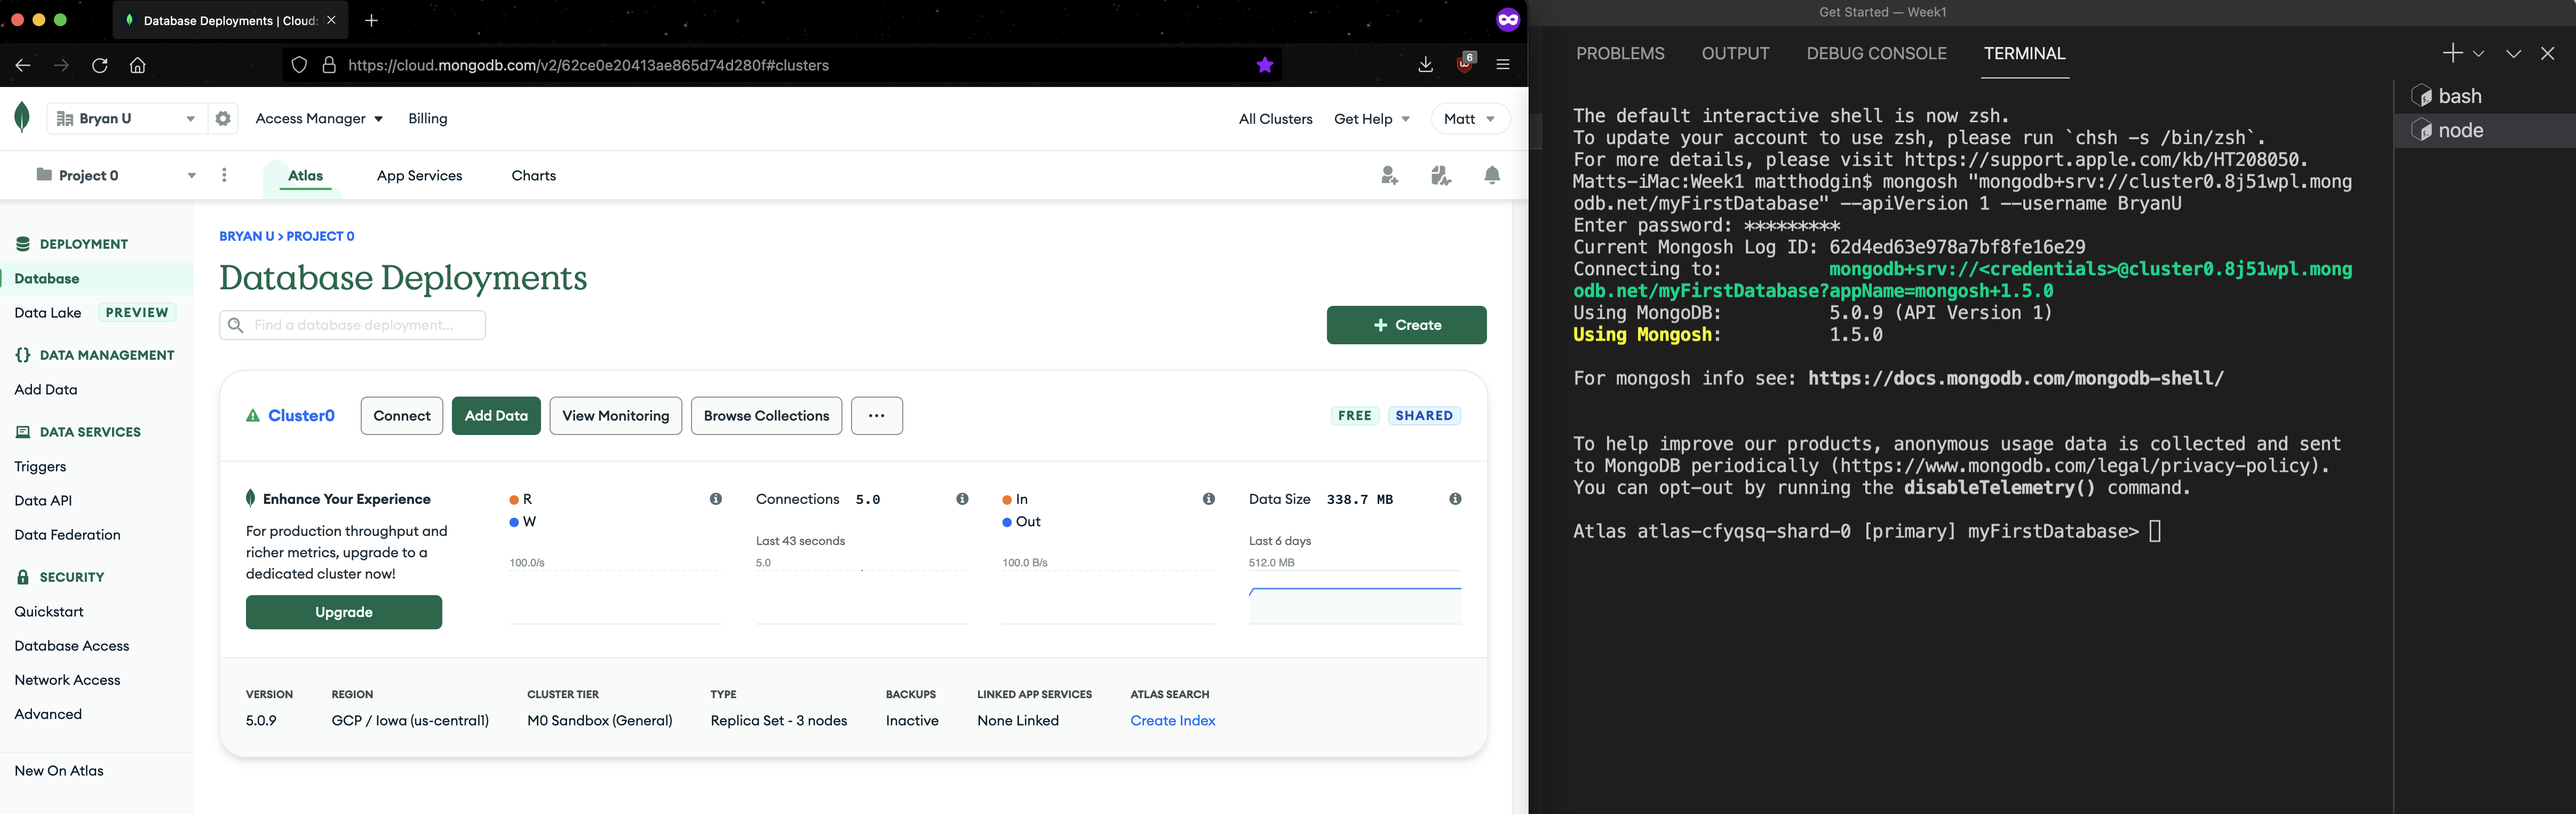 Database Deployments | Cloud:
https://cloud.mongodb.com/v2/62ce0e20413ae865d74d280f#clusters
6
Bryan U
Access Manager
Billing
All Clusters
Get Help
Matt
Project 0
Atlas
App Services
Charts
DEPLOYMENT
Database
Data Lake PREVIEW
{} DATA MANAGEMENT
Add Data
DATA SERVICES
Triggers
Data API
Data Federation
SECURITY
Quickstart
Database Access
Network Access
Advanced
New On Atlas
BRYAN U > PROJECT 0
Database Deployments
Find a database deployment...
+ Create
Cluster0
Connect
Add Data
View Monitoring
Browse Collections
...
FREE
SHARED
Enhance Your Experience
For production throughput and
richer metrics, upgrade to a
dedicated cluster now!
Upgrade
R
W
100.0/s
Connections 5.0
Last 43 seconds
5.0
In
Out
100.0 B/s
Data Size 338.7 MB
Last 6 days
512.0 MB
VERSION
5.0.9
REGION
GCP / Iowa (us-central1)
CLUSTER TIER
M0 Sandbox (General)
TYPE
Replica Set - 3 nodes
BACKUPS
Inactive
LINKED APP SERVICES
None Linked
ATLAS SEARCH
Create Index
Get Started — Week1
PROBLEMS
OUTPUT
DEBUG CONSOLE
TERMINAL
bash
node
The default interactive shell is now zsh.
To update your account to use zsh, please run `chsh -s /bin/zsh`.
For more details, please visit https://support.apple.com/kb/HT208050.
Matts-iMac:Week1 matthodgin$ mongosh "mongodb+srv://cluster0.8j51wpl.mong
odb.net/myFirstDatabase" --apiVersion 1 --username BryanU
Enter password: *********
Current Mongosh Log ID: 62d4ed63e978a7bf8fe16e29
Connecting to: mongodb+srv://<credentials>@cluster0.8j51wpl.mong
odb.net/myFirstDatabase?appName=mongosh+1.5.0
Using MongoDB: 5.0.9 (API Version 1)
Using Mongosh: 1.5.0
For mongosh info see: https://docs.mongodb.com/mongodb-shell/
To help improve our products, anonymous usage data is collected and sent
to MongoDB periodically (https://www.mongodb.com/legal/privacy-policy).
You can opt-out by running the disableTelemetry() command.
Atlas atlas-cfyqsq-shard-0 [primary] myFirstDatabase>